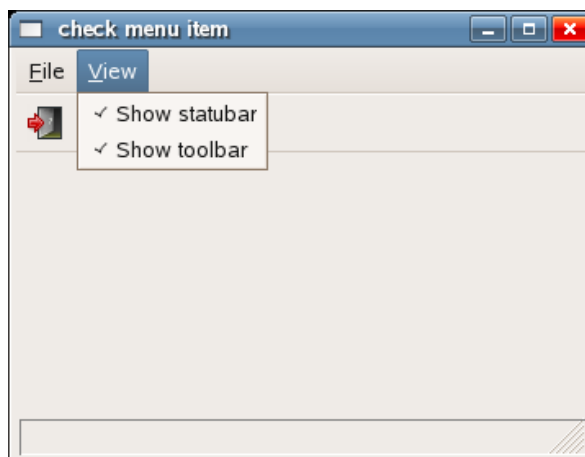 check menu item
File View
Show statubar
Show toolbar